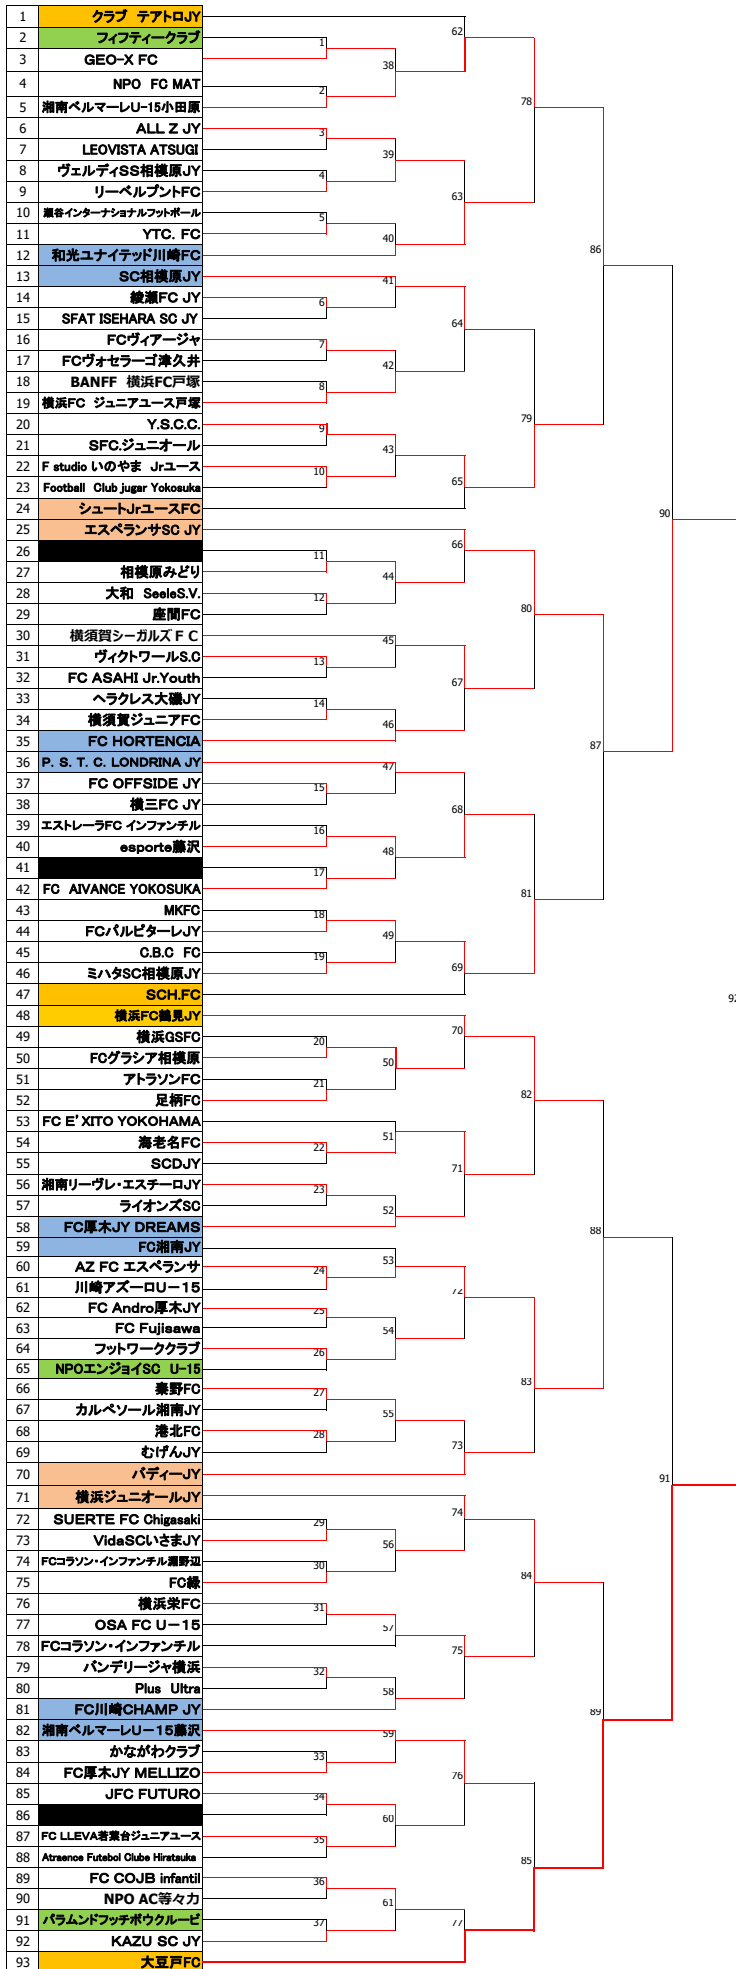 1 クラブ テアトロJY
2 フィフティークラブ
3 GEO-X FC
4 NPO FC MAT
5 湘南ベルマーレU-15小田原
6 ALL Z JY
7 LEOVISTA ATSUGI
8 ヴェルディSS相模原JY
9 リーベルプントFC
10 瀬谷インターナショナルフットボール
11 YTC. FC
12 和光ユナイテッド川崎FC
13 SC相模原JY
14 綾瀬FC JY
15 SFAT ISEHARA SC JY
16 FCヴィアージャ
17 FCヴォセラーゴ津久井
18 BANFF 横浜FC戸塚
19 横浜FC ジュニアユース戸塚
20 Y.S.C.C.
21 SFC.ジュニオール
22 F studio いのやま Jrユース
23 Football Club jugar Yokosuka
24 シュートJrユースFC
25 エスペランサSC JY
26
27 相模原みどり
28 大和 SeeleS.V.
29 座間FC
30 横須賀シーガルズＦＣ
31 ヴィクトワールS.C
32 FC ASAHI Jr.Youth
33 ヘラクレス大磯JY
34 横須賀ジュニアFC
35 FC HORTENCIA
36 P. S. T. C. LONDRINA JY
37 FC OFFSIDE JY
38 横三FC JY
39 エストレーラFC インファンチル
40 esporte藤沢
41
42 FC AIVANCE YOKOSUKA
43 MKFC
44 FCパルピターレJY
45 C.B.C FC
46 ミハタSC相模原JY
47 SCH.FC
48 横浜FC鶴見JY
49 横浜GSFC
50 FCグラシア相模原
51 アトラソンFC
52 足柄FC
53 FC E'XITO YOKOHAMA
54 海老名FC
55 SCDJY
56 湘南リーヴレ・エスチーロJY
57 ライオンズSC
58 FC厚木JY DREAMS
59 FC湘南JY
60 AZ FC エスペランサ
61 川崎アズーロU－15
62 FC Andro厚木JY
63 FC Fujisawa
64 フットワーククラブ
65 NPOエンジョイSC U-15
66 秦野FC
67 カルペソール湘南JY
68 港北FC
69 むげんJY
70 バディーJY
71 横浜ジュニオールJY
72 SUERTE FC Chigasaki
73 VidaSCいさまJY
74 FCコラソン・インファンチル淵野辺
75 FC緑
76 横浜栄FC
77 OSA FC U－15
78 FCコラソン・インファンチル
79 バンデリージャ横浜
80 Plus Ultra
81 FC川崎CHAMP JY
82 湘南ベルマーレU－15藤沢
83 かながわクラブ
84 FC厚木JY MELLIZO
85 JFC FUTURO
86
87 FC LLEVA若葉台ジュニアユース
88 Atraence Futebol Clube Hiratsuka
89 FC COJB infantil
90 NPO AC等々力
91 パラムンドフッチボウクルービ
92 KAZU SC JY
93 大豆戸FC
1
2
3
4
5
6
7
8
9
10
11
12
13
14
15
16
17
18
19
20
21
22
23
24
25
26
27
28
29
30
31
32
33
34
35
36
37
38
39
40
41
42
43
44
45
46
47
48
49
50
51
52
53
54
55
56
57
58
59
60
61
62
63
64
65
66
67
68
69
70
71
72
73
74
75
76
77
78
79
80
81
82
83
84
85
86
87
88
89
90
91
92